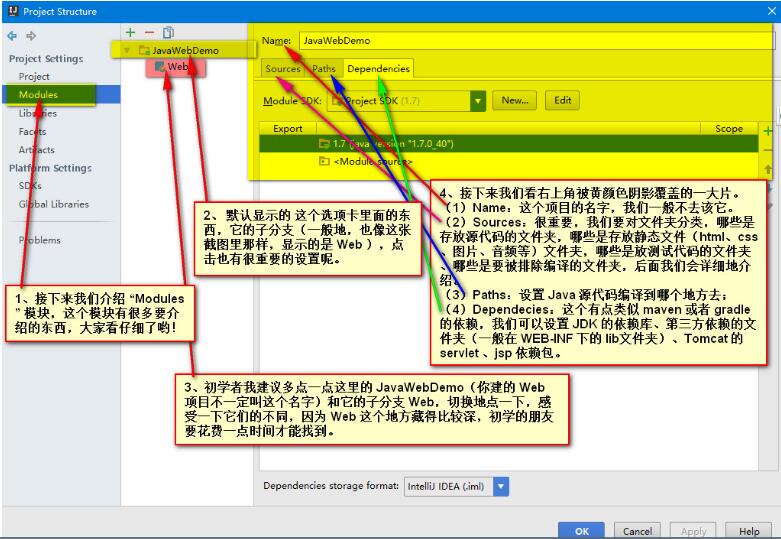 Project Structure
Project Settings
Project
Modules
Libraries
Facets
Artifacts
Platform Settings
SDKs
Global Libraries
Problems
JavaWebDemo
Web
Name: JavaWebDemo
Sources Paths Dependencies
Module SDK: Project SDK (1.7) New... Edit
Export Scope
1.7 (java version "1.7.0_40")
<Module source>
1、接下来我们介绍 “Modules
” 模块，这个模块有很多要介
绍的东西，大家看仔细了哟！
2、 默认显示的 这个选项卡里面的东
西，它的子分支（一般地，也像这张
截图里那样，显示的是 Web ），点
击也有很重要的设置呢。
3、初学者我建议多点一点这里的 JavaWebDemo（你建的 Web
项目不一定叫这个名字）和它的子分支 Web，切换地点一下，感
受一下它们的不同，因为 Web 这个地方藏得比较深，初学的朋友
要花费一点时间才能找到。
4、接下来我们看右上角被黄颜色阴影覆盖的一大片。
（1）Name：这个项目的名字，我们一般不去该它。
（2）Sources：很重要，我们要对文件夹分类，哪些是
存放源代码的文件夹，哪些是存放静态文件（html、css
、图片、音频等）文件夹，哪些是放测试代码的文件夹
、哪些是要被排除编译的文件夹，后面我们会详细地介
绍。
（3）Paths：设置 Java 源代码编译到哪个地方去；
（4）Dependecies：这个有点类似 maven 或者 gradle
的依赖，我们可以设置 JDK 的依赖库、第三方依赖的文
件夹（一般在 WEB-INF 下的 lib文件夹）、Tomcat 的
servlet 、jsp 依赖包。
Dependencies storage format: IntelliJ IDEA (.iml)
OK Cancel Apply Help